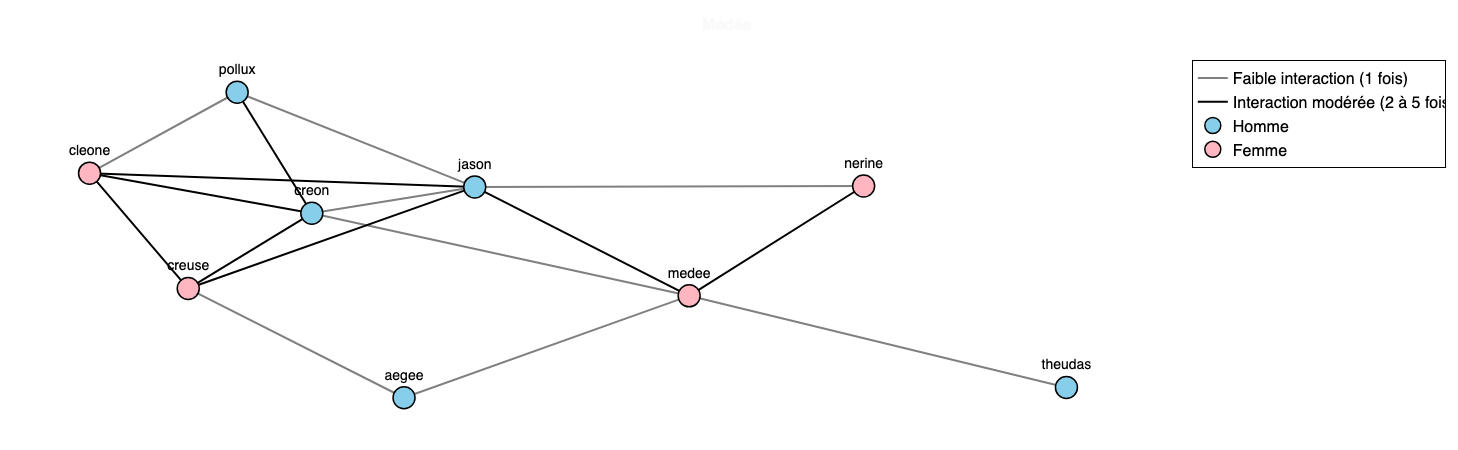 Médée
pollux
cleone
jason
nerine
creon
creuse
medee
aegee
theudas
Faible interaction (1 fois)
Interaction modérée (2 à 5 fois
Homme
Femme